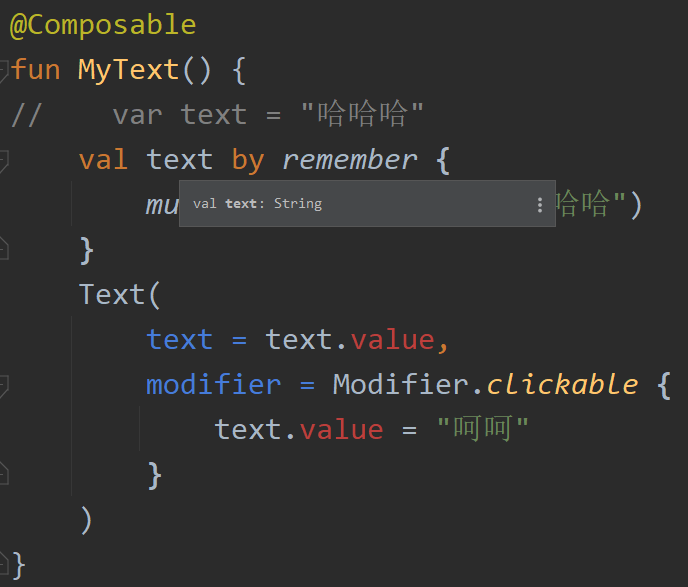 @Composable
fun MyText() {
//    var text = "哈哈哈"
    val text by remember {
        mu
val text: String
哈哈")
    }
    Text(
        text = text.value,
        modifier = Modifier.clickable {
            text.value = "呵呵"
        }
    )
}